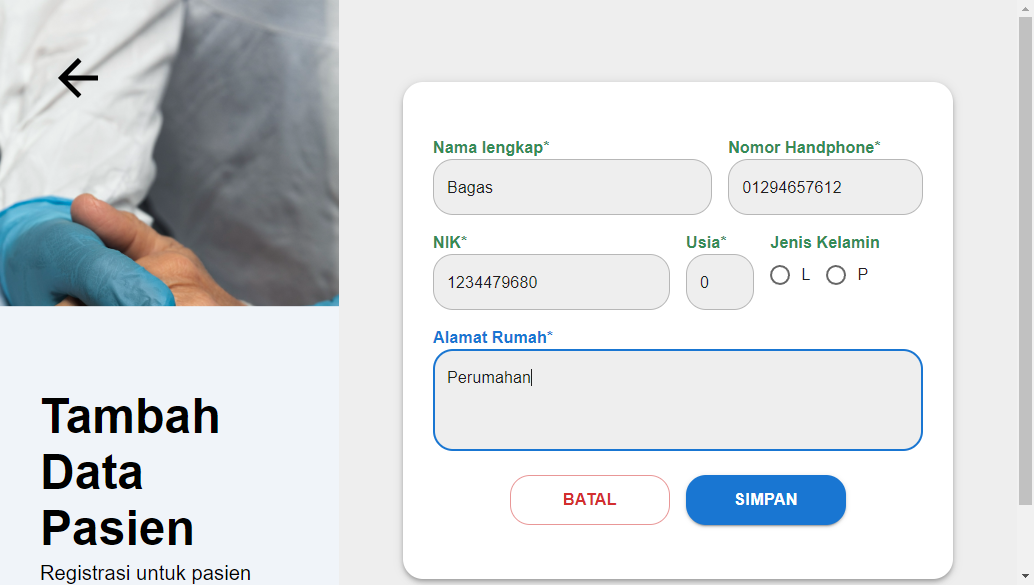 Tambah
Data
Pasien
Registrasi untuk pasien
Nama lengkap*
Nomor Handphone*
Bagas
01294657612
NIK*
Usia*
Jenis Kelamin
1234479680
0
L
P
Alamat Rumah*
Perumahan
BATAL
SIMPAN